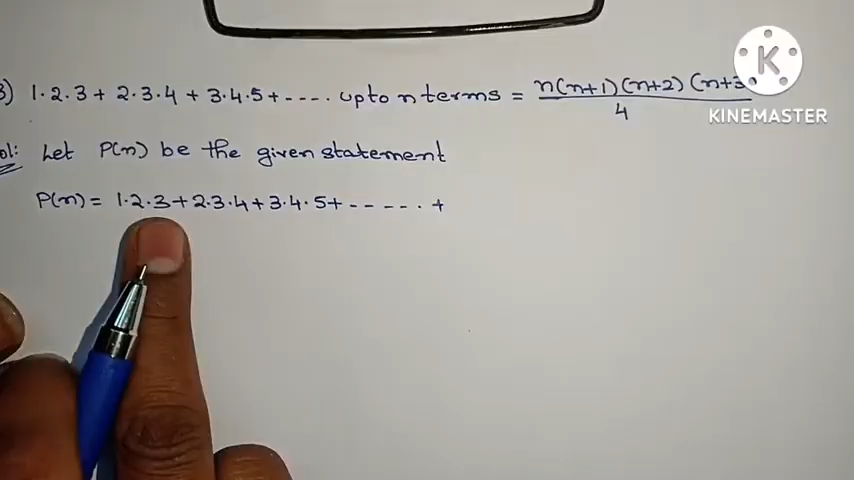 3) 1·2·3 + 2·3·4 + 3·4·5 + ---- upto n terms = n(n+1)(n+2)(n+3) / 4
K
KINEMASTER
ol: Let P(n) be the given statement
P(n) = 1·2·3 + 2·3·4 + 3·4·5 + ------ +